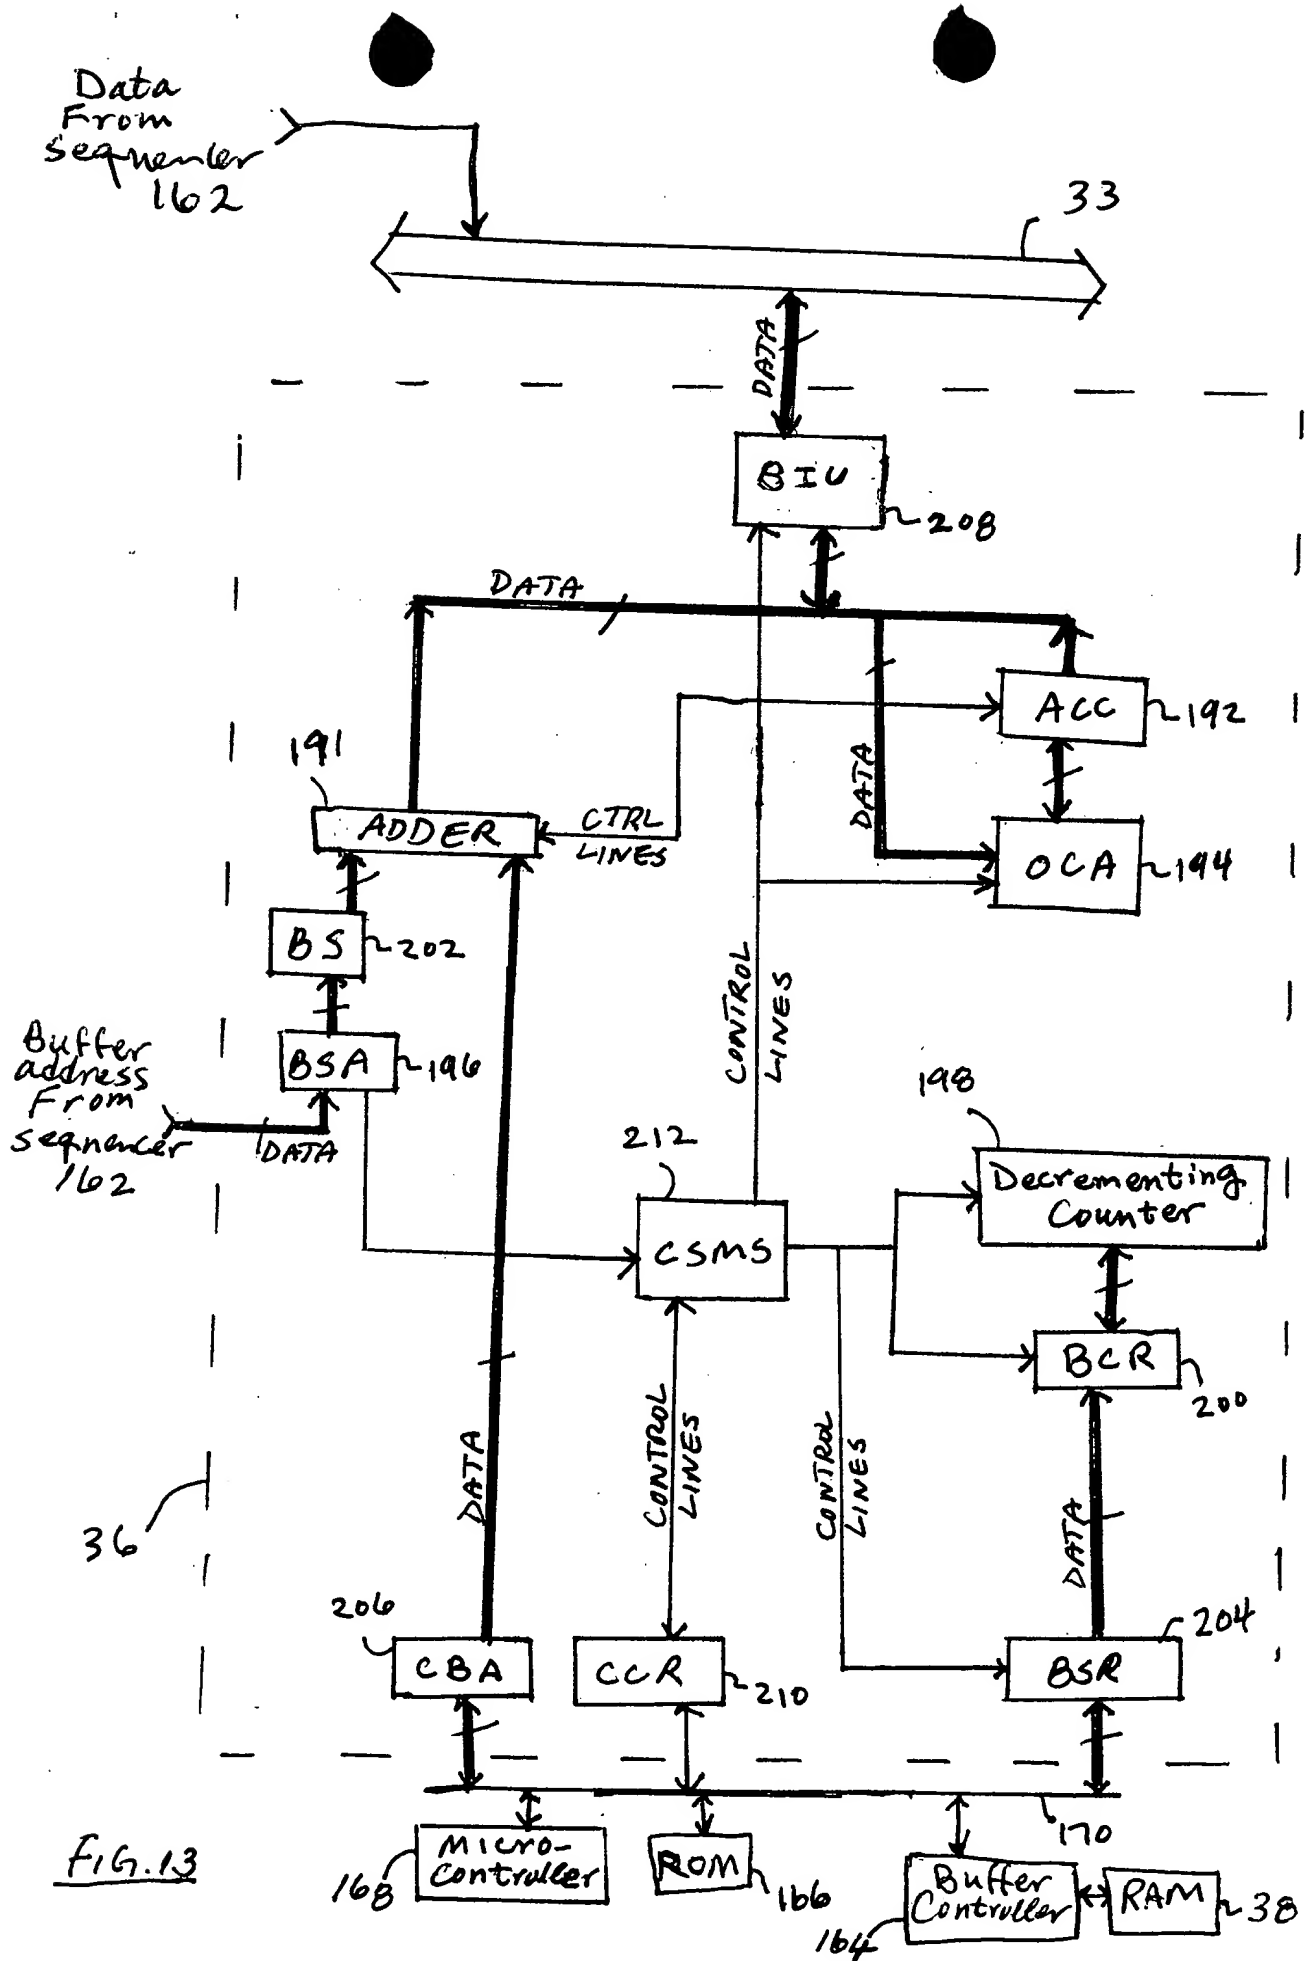 Data
From
sequencer
162
33
DATA
BIU
208
DATA
ACC
192
191
ADDER
CTRL
LINES
DATA
OCA
194
BS
202
Buffer
address
From
sequencer
162
DATA
BSA
196
CONTROL
LINES
198
212
Decrementing
Counter
CSMS
BCR
200
DATA
CONTROL
LINES
CONTROL
LINES
DATA
36
206
204
CBA
CCR
210
BSR
170
FIG.13
168
Micro-
controller
ROM
166
Buffer
Controller
164
RAM
38